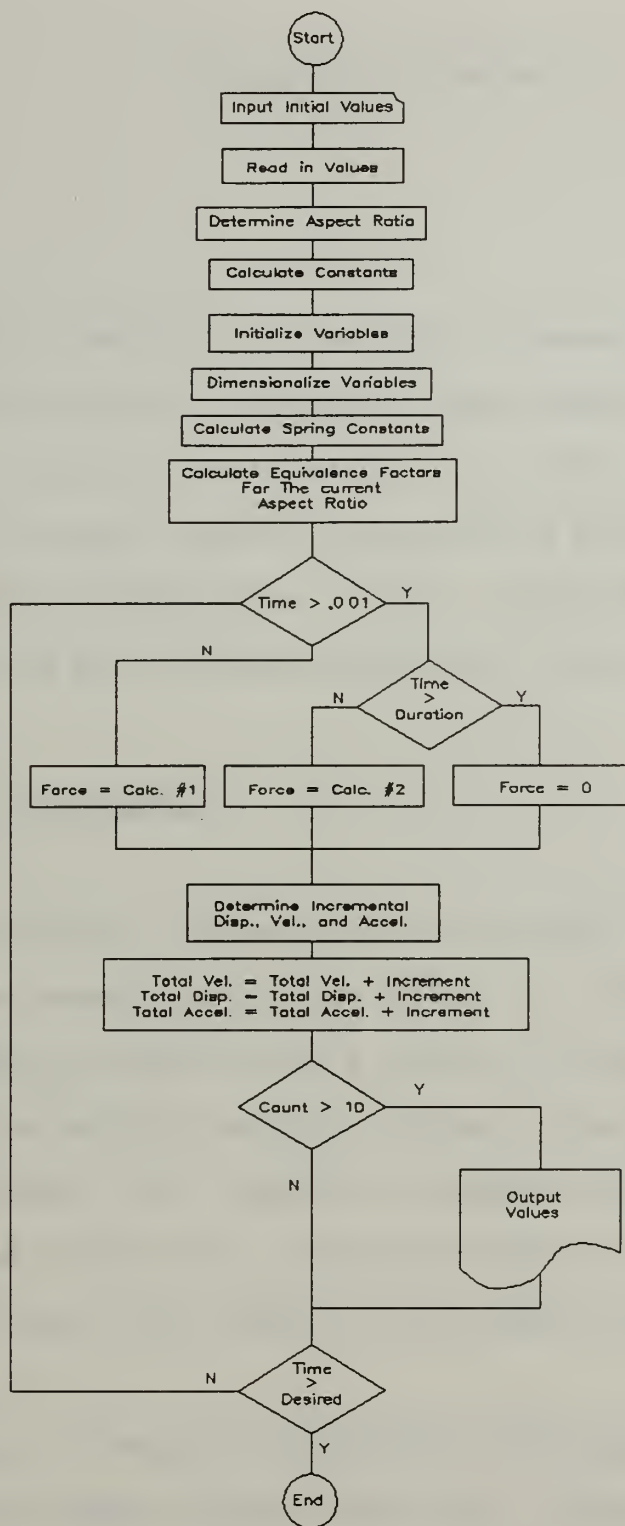 Start
Input Initial Values
Read in Values
Determine Aspect Ratio
Calculate Constants
Initialize Variables
Dimensionalize Variables
Calculate Spring Constants
Calculate Equivalence Factors
For The current
Aspect Ratio
Time > .001
Y
N
Time
>
Duration
N
Y
Force = Calc. #1
Force = Calc. #2
Force = 0
Determine Incremental
Disp., Vel., and Accel.
Total Vel. = Total Vel. + Increment
Total Disp. = Total Disp. + Increment
Total Accel. = Total Accel. + Increment
Count > 10
Y
N
Output
Values
Time
>
Desired
N
Y
End